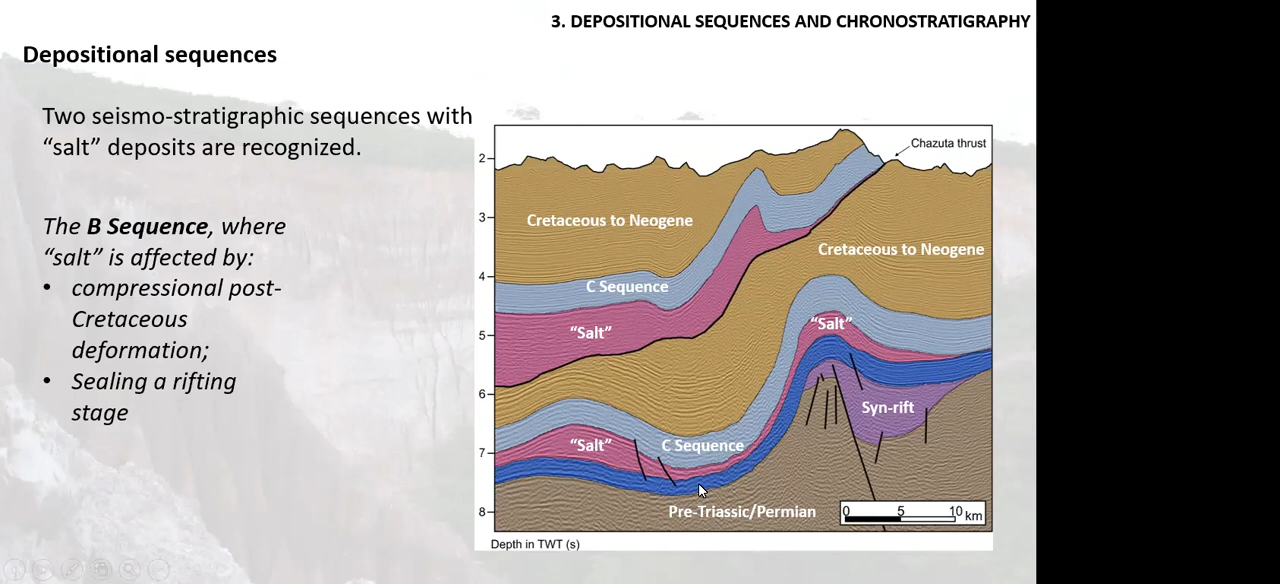 3. DEPOSITIONAL SEQUENCES AND CHRONOSTRATIGRAPHY
Depositional sequences
Two seismo-stratigraphic sequences with
“salt” deposits are recognized.
The B Sequence, where
“salt” is affected by:
• compressional post-
Cretaceous
deformation;
• Sealing a rifting
stage
Chazuta thrust
2
3
4
5
6
7
8
Cretaceous to Neogene
Cretaceous to Neogene
C Sequence
“Salt”
“Salt”
Syn-rift
“Salt”
C Sequence
Pre-Triassic/Permian
0 5 10 km
Depth in TWT (s)